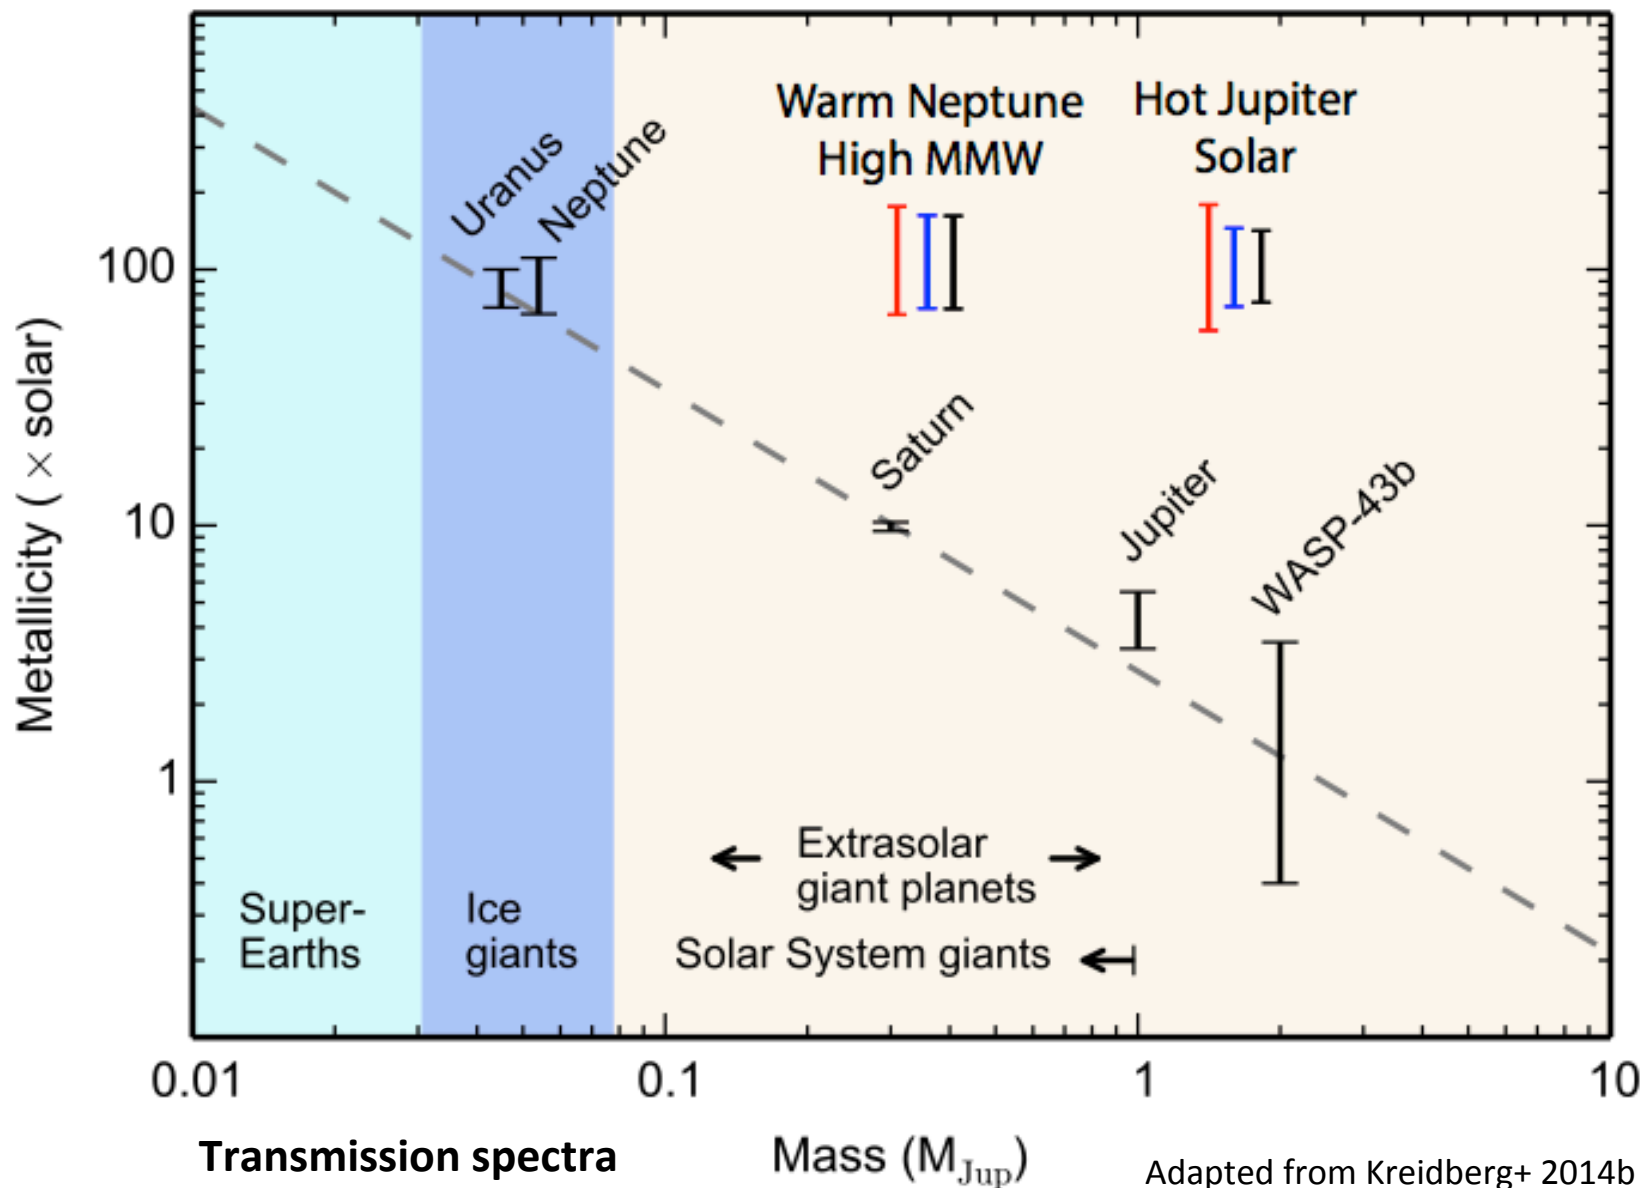 Warm Neptune
High MMW
Hot Jupiter
Solar
Uranus
Neptune
Saturn
Jupiter
WASP-43b
100
10
1
Metallicity ( × solar)
Extrasolar
giant planets
Super-
Earths
Ice
giants
Solar System giants
0.01
0.1
1
10
Transmission spectra
Mass (MJup)
Adapted from Kreidberg+ 2014b